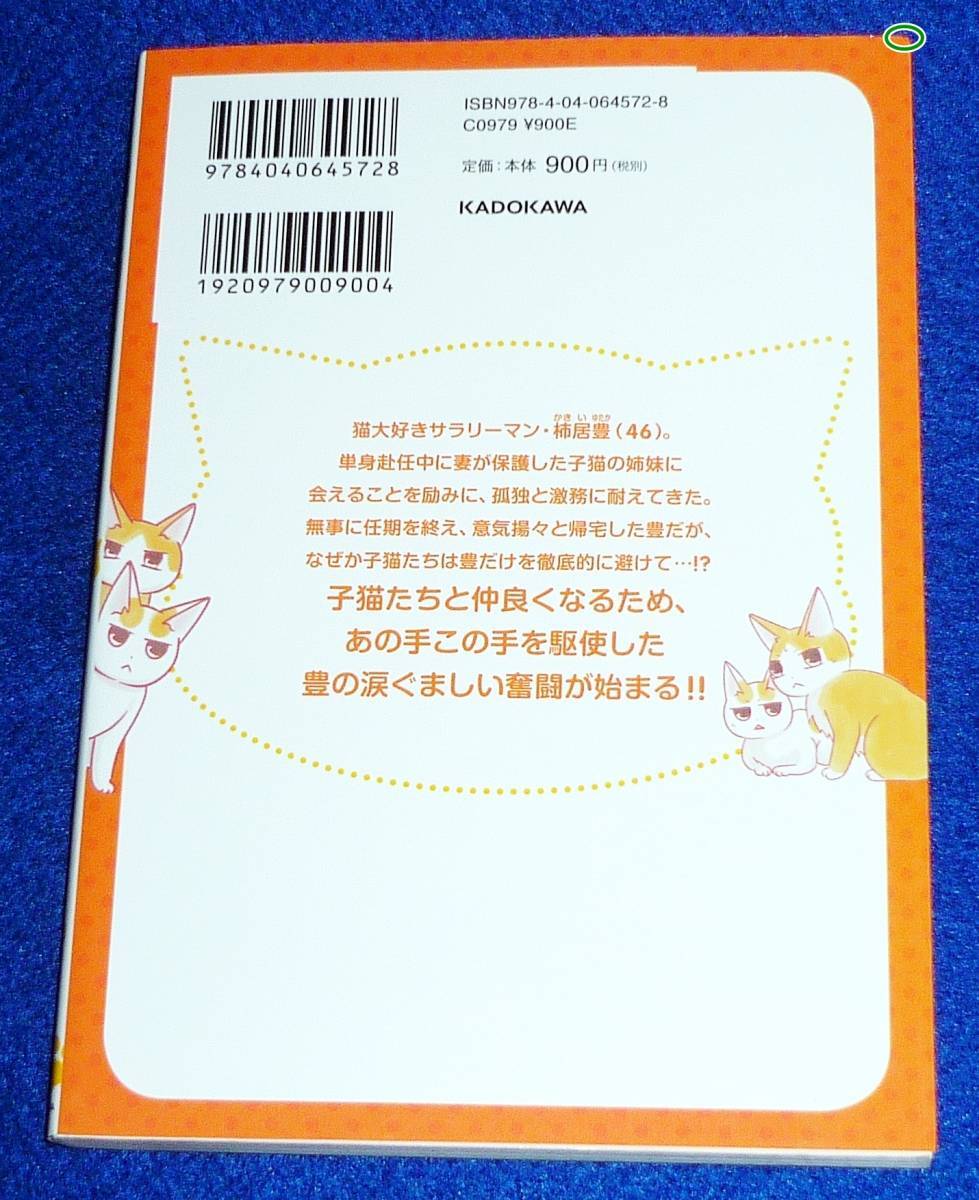 ISBN978-4-04-064572-8
C0979 ¥900E
9784040645728
定価：本体 900円(税別)
KADOKAWA
1920979009004
猫大好きサラリーマン・柿居豊(46)。
かきい ゆたか
単身赴任中に妻が保護した子猫の姉妹に
会えることを励みに、孤独と激務に耐えてきた。
無事に任期を終え、意気揚々と帰宅した豊だが、
なぜか子猫たちは豊だけを徹底的に避けて…!?
子猫たちと仲良くなるため、
あの手この手を駆使した
豊の涙ぐましい奮闘が始まる!!